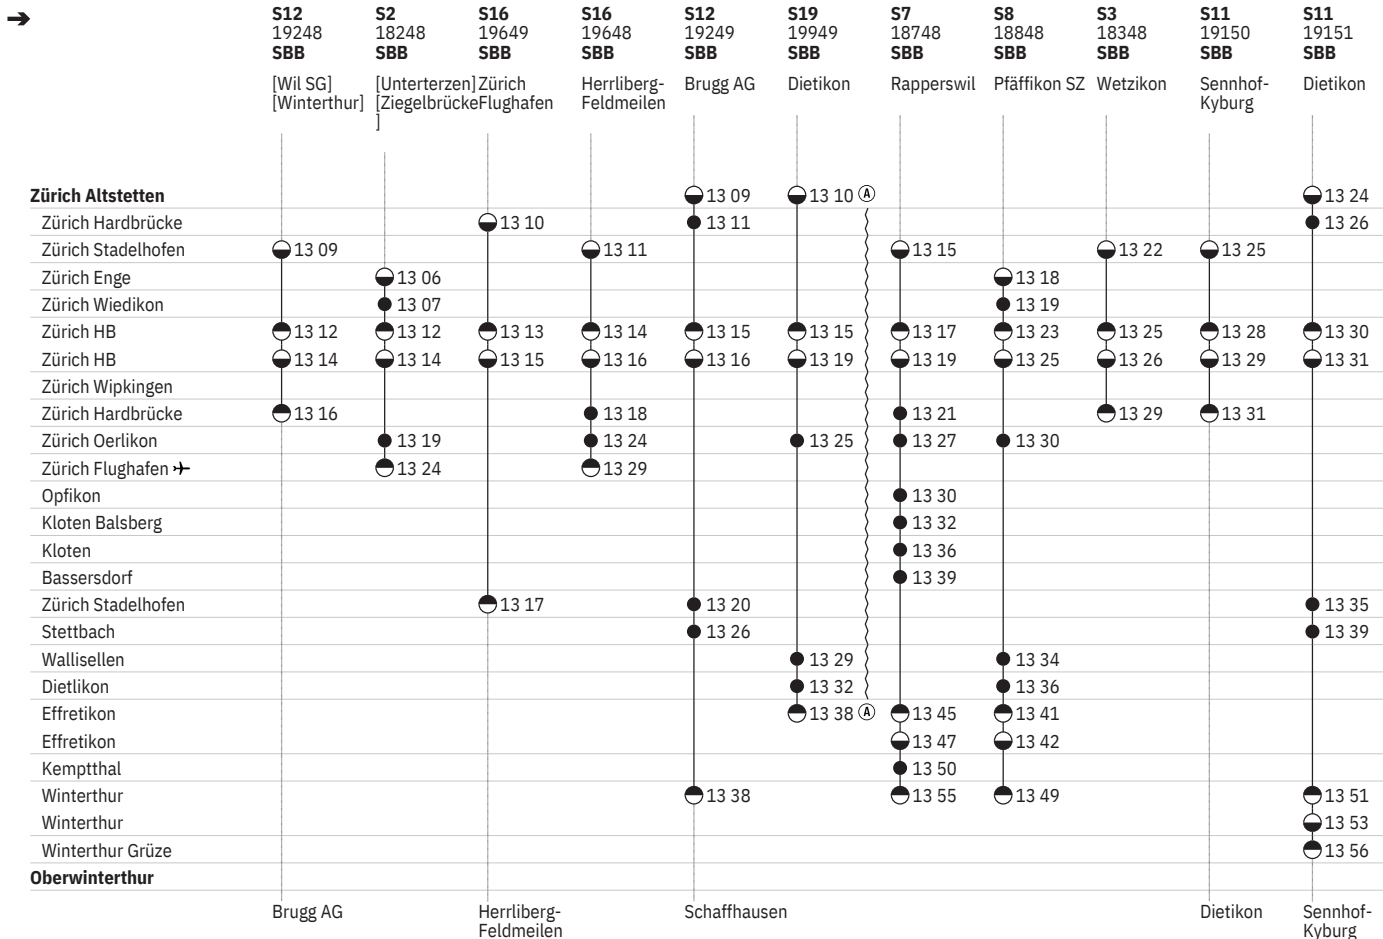 ➔ S12 S2 S16 S16 S12 S19 S7 S8 S3 S11 S11
19248 18248 19649 19648 19249 19949 18748 18848 18348 19150 19151
SBB SBB SBB SBB SBB SBB SBB SBB SBB SBB SBB
[Wil SG] [Unterterzen] Zürich Herrliberg- Brugg AG Dietikon Rapperswil Pfäffikon SZ Wetzikon Sennhof- Dietikon
[Winterthur] [Ziegelbrücke Flughafen Feldmeilen Kyburg
]
Zürich Altstetten 13 09 13 10 Ⓐ 13 24
Zürich Hardbrücke 13 10 13 11 13 26
Zürich Stadelhofen 13 09 13 11 13 15 13 22 13 25
Zürich Enge 13 06 13 18
Zürich Wiedikon 13 07 13 19
Zürich HB 13 12 13 12 13 13 13 14 13 15 13 15 13 17 13 23 13 25 13 28 13 30
Zürich HB 13 14 13 14 13 15 13 16 13 16 13 19 13 19 13 25 13 26 13 29 13 31
Zürich Wipkingen
Zürich Hardbrücke 13 16 13 18 13 21 13 29 13 31
Zürich Oerlikon 13 19 13 24 13 25 13 27 13 30
Zürich Flughafen ✈ 13 24 13 29
Opfikon 13 30
Kloten Balsberg 13 32
Kloten 13 36
Bassersdorf 13 39
Zürich Stadelhofen 13 17 13 20 13 35
Stettbach 13 26 13 39
Wallisellen 13 29 13 34
Dietlikon 13 32 13 36
Effretikon 13 38 Ⓐ 13 45 13 41
Effretikon 13 47 13 42
Kemptthal 13 50
Winterthur 13 38 13 55 13 49 13 51
Winterthur 13 53
Winterthur Grüze 13 56
Oberwinterthur
Brugg AG Herrliberg- Schaffhausen Dietikon Sennhof-
Feldmeilen Kyburg